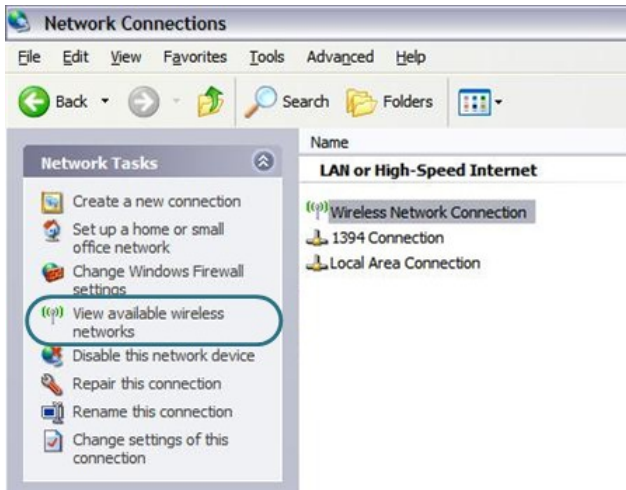 Network Connections
File Edit View Favorites Tools Advanced Help
Back Search Folders
Network Tasks
Create a new connection
Set up a home or small
office network
Change Windows Firewall
settings
View available wireless
networks
Disable this network device
Repair this connection
Rename this connection
Change settings of this
connection
Name
LAN or High-Speed Internet
Wireless Network Connection
1394 Connection
Local Area Connection